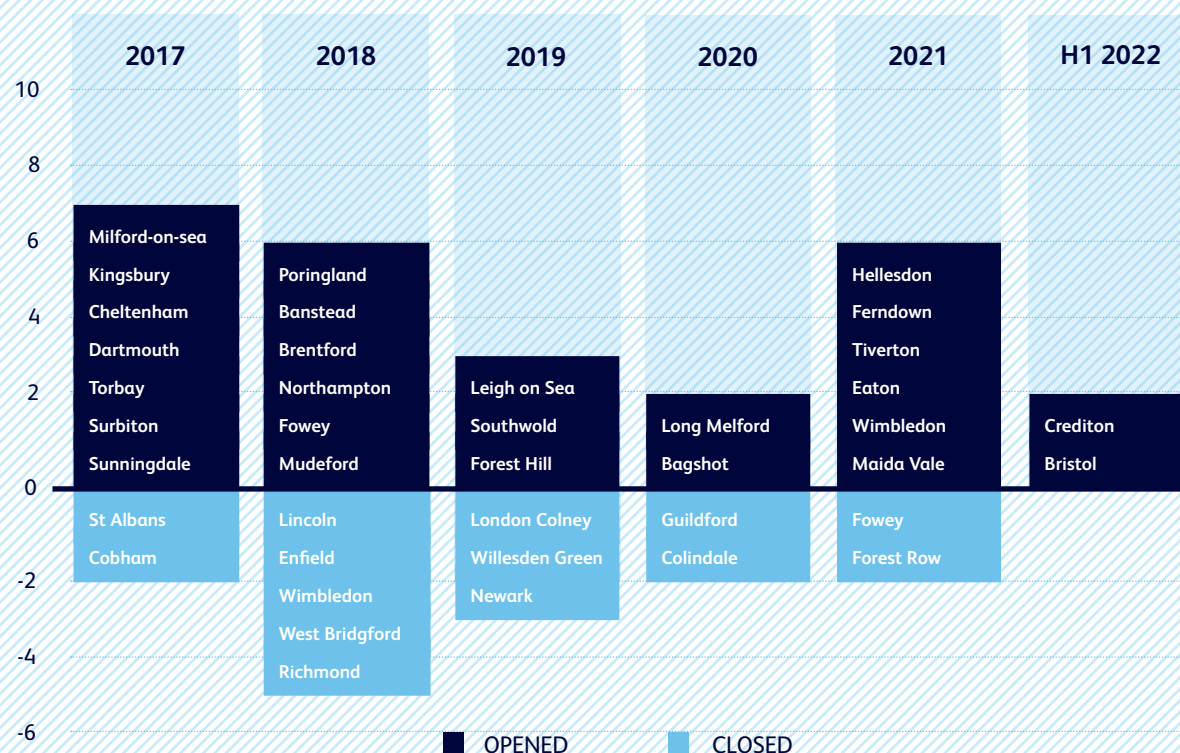 2017
2018
2019
2020
2021
H1 2022
10
8
6
4
2
0
-2
-4
-6
Milford-on-sea
Kingsbury
Cheltenham
Dartmouth
Torbay
Surbiton
Sunningdale
St Albans
Cobham
Poringland
Banstead
Brentford
Northampton
Fowey
Mudeford
Lincoln
Enfield
Wimbledon
West Bridgford
Richmond
Leigh on Sea
Southwold
Forest Hill
London Colney
Willesden Green
Newark
Long Melford
Bagshot
Guildford
Colindale
Hellesdon
Ferndown
Tiverton
Eaton
Wimbledon
Maida Vale
Fowey
Forest Row
Crediton
Bristol
OPENED
CLOSED